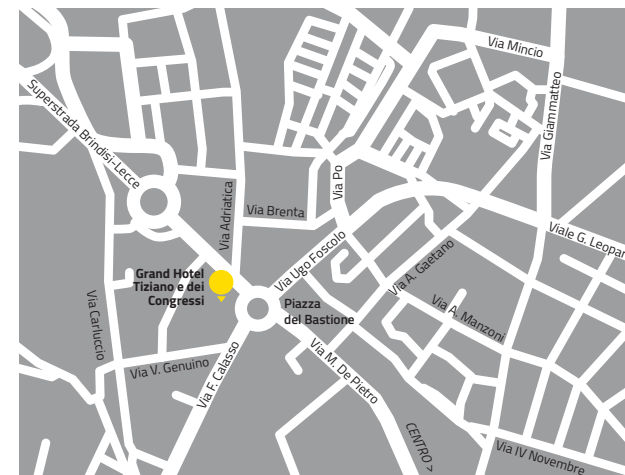 Via Mincio
Superstrada Brindisi-Lecce
Via Giammatteo
Via Po
Via Adriatica
Via Brenta
Viale G. Leopar
Via Ugo Foscolo
Via A. Gaetano
Grand Hotel
Tiziano e dei
Congressi
Piazza
del Bastione
Via Carluccio
Via A. Manzoni
Via V. Genuino
Via F. Calasso
Via M. De Pietro
CENTRO >
Via IV Novembre